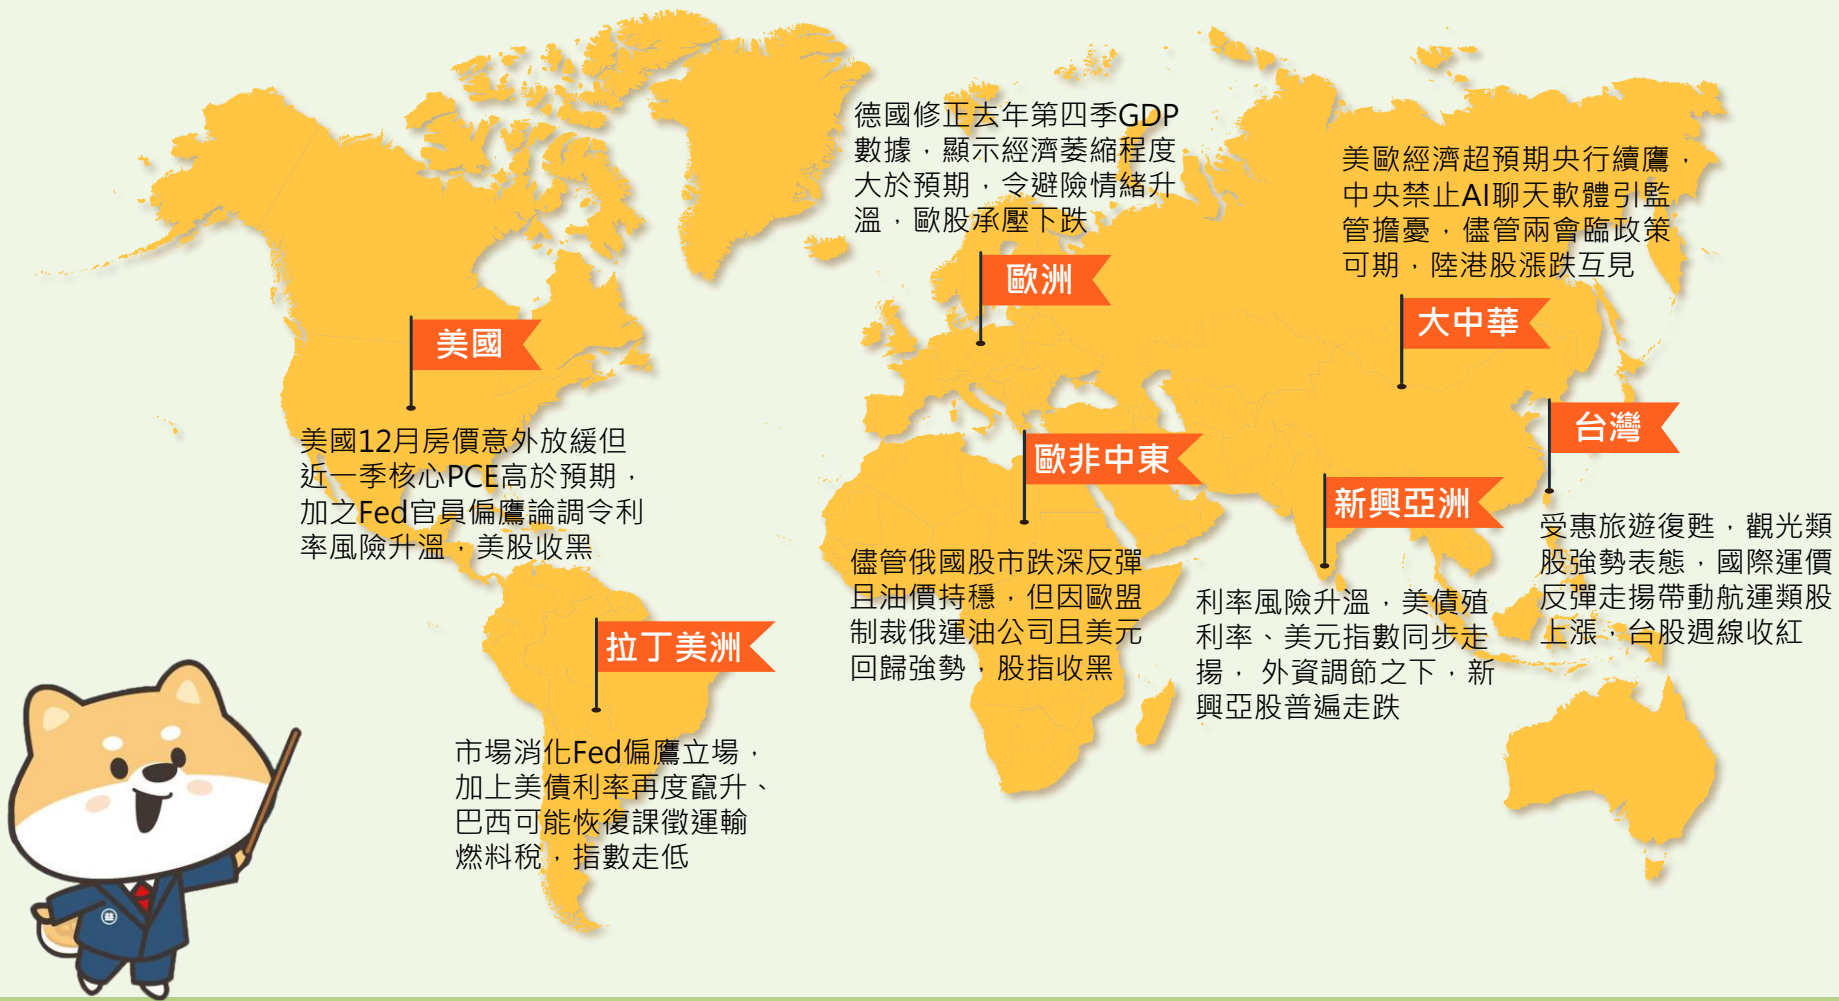 美國
美國12月房價意外放緩但
近一季核心PCE高於預期，
加之Fed官員偏鷹論調令利
率風險升溫，美股收黑
德國修正去年第四季GDP
數據，顯示經濟萎縮程度
大於預期，令避險情緒升
溫，歐股承壓下跌
歐洲
美歐經濟超預期央行續鷹，
中央禁止AI聊天軟體引監
管擔憂，儘管兩會臨政策
可期，陸港股漲跌互見
大中華
台灣
受惠旅遊復甦，觀光類
股強勢表態，國際運價
反彈走揚帶動航運類股
上漲，台股週線收紅
歐非中東
儘管俄國股市跌深反彈
且油價持穩，但因歐盟
制裁俄運油公司且美元
回歸強勢，股指收黑
新興亞洲
利率風險升溫，美債殖
利率、美元指數同步走
揚， 外資調節之下，新
興亞股普遍走跌
拉丁美洲
市場消化Fed偏鷹立場，
加上美債利率再度竄升、
巴西可能恢復課徵運輸
燃料稅，指數走低